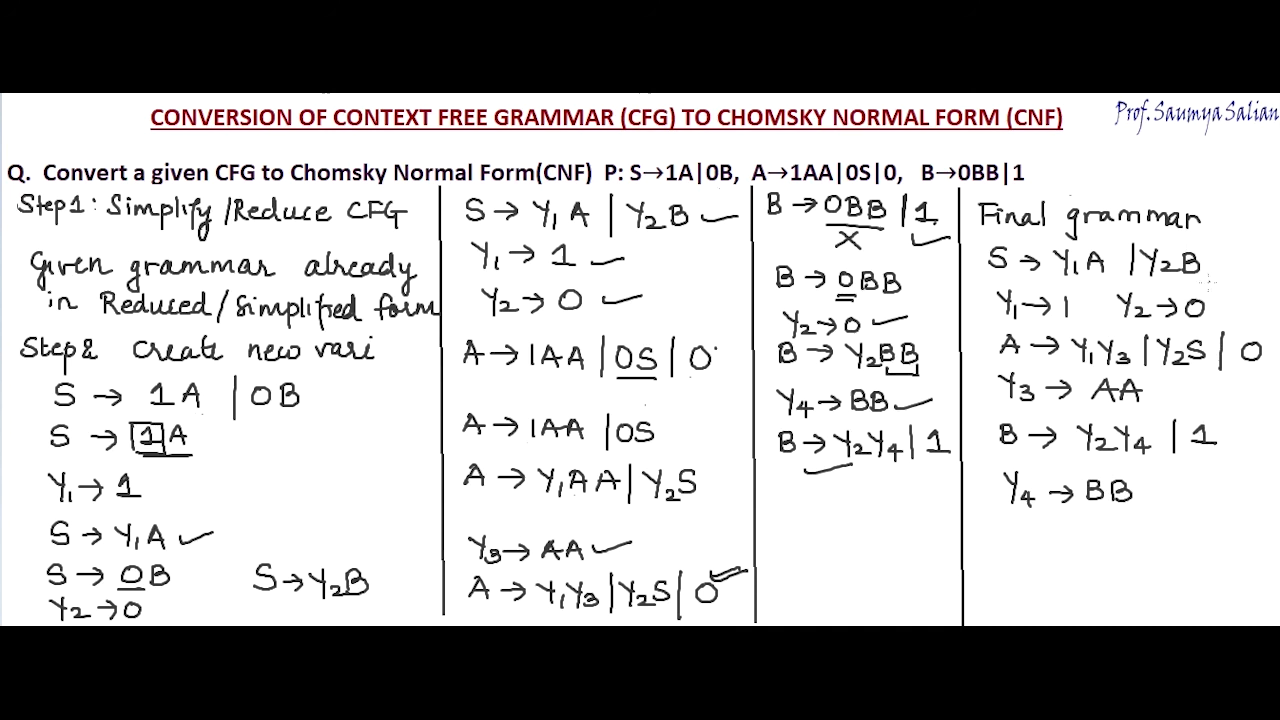 CONVERSION OF CONTEXT FREE GRAMMAR (CFG) TO CHOMSKY NORMAL FORM (CNF)
Prof. Saumya Salian
Q. Convert a given CFG to Chomsky Normal Form(CNF) P: S→1A|0B, A→1AA|0S|0, B→0BB|1
Step1: Simplify/Reduce CFG
Given grammar already
in Reduced/Simplified form
Step2 Create new vari
S → 1A | 0B
S → 1A
Y₁ → 1
S → Y₁A ✓
S → 0B S → Y₂B
Y₂ → 0
S → Y₁A | Y₂B ✓
Y₁ → 1 ✓
Y₂ → 0 ✓
A → 1AA | 0S | 0
A → 1AA | 0S
A → Y₁AA | Y₂S
Y₃ → AA ✓
A → Y₁Y₃ | Y₂S | 0 ✓
B → 0BB | 1
X ✓
B → 0BB
Y₂ → 0 ✓
B → Y₂BB
Y₄ → BB ✓
B → Y₂Y₄ | 1
✓
Final grammar
S → Y₁A | Y₂B
Y₁ → 1 Y₂ → 0
A → Y₁Y₃ | Y₂S | 0
Y₃ → AA
B → Y₂Y₄ | 1
Y₄ → BB